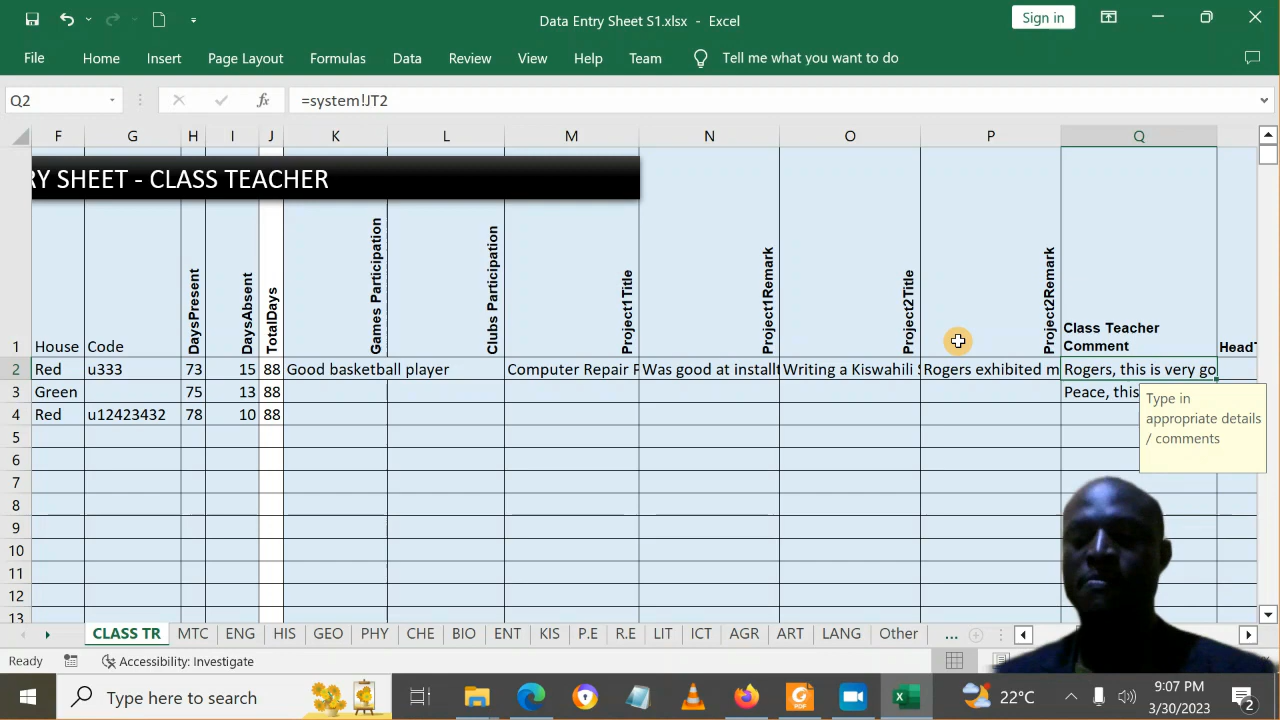 Data Entry Sheet S1.xlsx - Excel
Sign in
File Home Insert Page Layout Formulas Data Review View Help Team Tell me what you want to do
Q2 fx =system!JT2
F G H I J K L M N O P Q
RY SHEET - CLASS TEACHER
1 House Code DaysPresent DaysAbsent TotalDays Games Participation Clubs Participation Project1Title Project1Remark Project2Title Project2Remark Class Teacher
Comment
HeadT
2 Red u333 73 15 88 Good basketball player Computer Repair Was good at install Writing a Kiswahili Rogers exhibited m Rogers, this is very go
3 Green 75 13 88 Peace, this
4 Red u12423432 78 10 88
Type in
appropriate details
/ comments
5
6
7
8
9
10
11
12
13
CLASS TR MTC ENG HIS GEO PHY CHE BIO ENT KIS P.E R.E LIT ICT AGR ART LANG Other ...
Ready Accessibility: Investigate
Type here to search 22°C 9:07 PM
3/30/2023
2